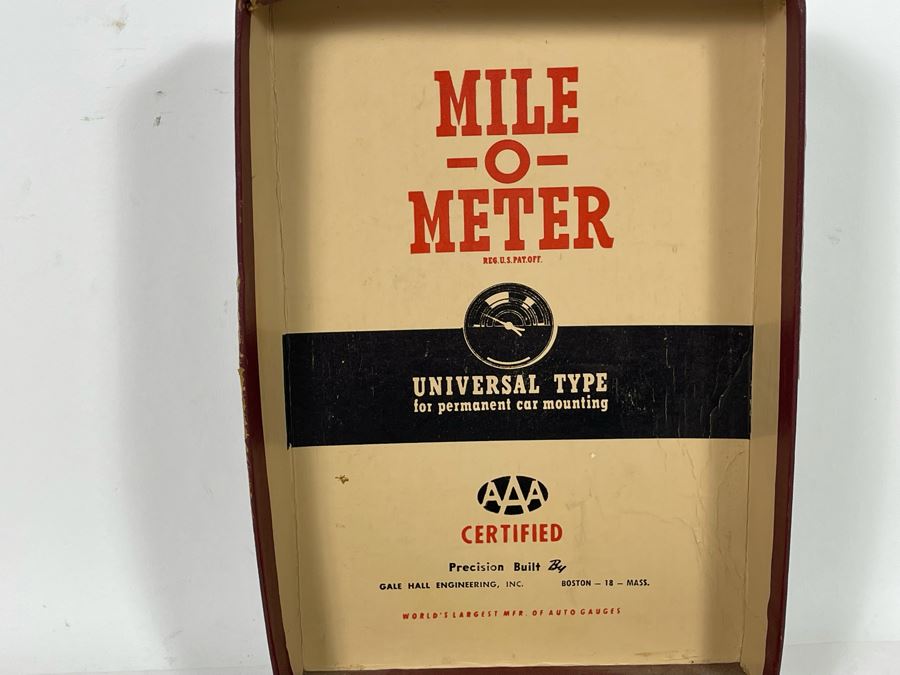 MILE
-O-
METER
REG. U.S. PAT. OFF.
UNIVERSAL TYPE
for permanent car mounting
AAA
CERTIFIED
Precision Built By
GALE HALL ENGINEERING, INC. BOSTON - 18 - MASS.
WORLD'S LARGEST MFR. OF AUTO GAUGES